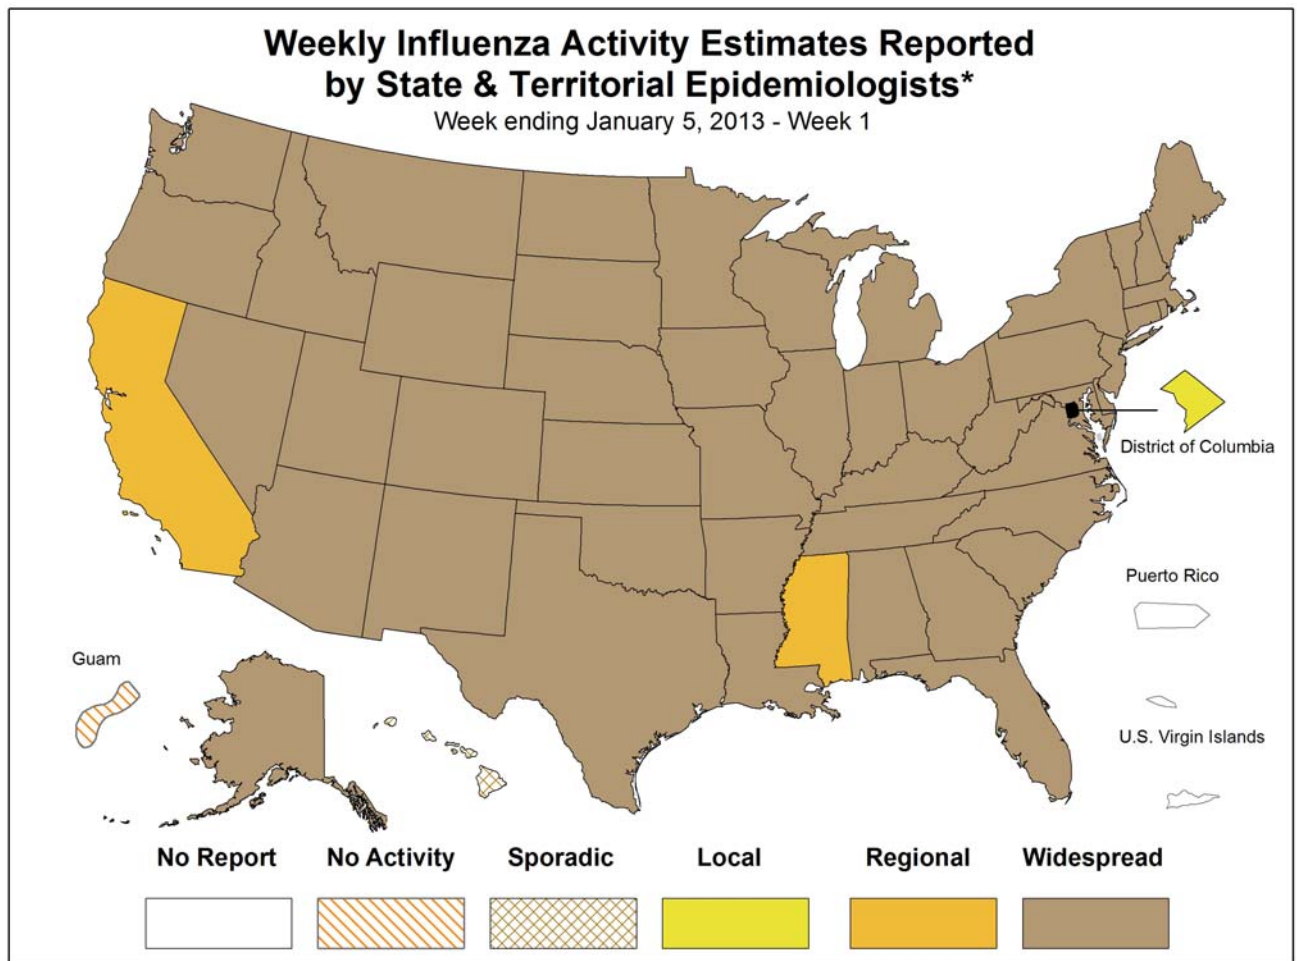 Weekly Influenza Activity Estimates Reported
by State & Territorial Epidemiologists*
Week ending January 5, 2013 - Week 1
District of Columbia
Puerto Rico
Guam
U.S. Virgin Islands
No Report No Activity Sporadic Local Regional Widespread